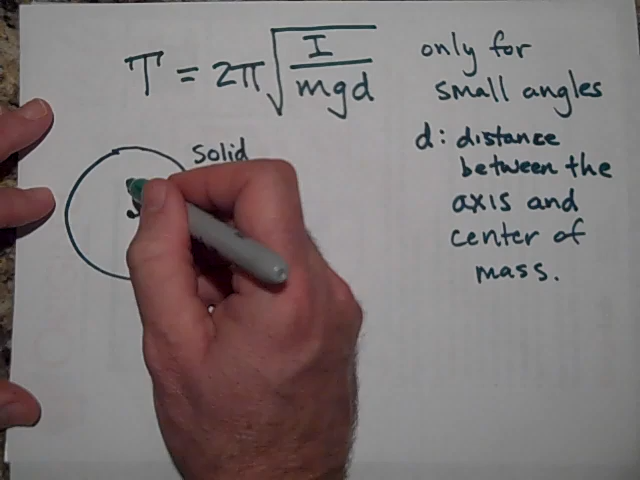 T = 2π√(I/mgd)
only for
small angles
d: distance
between the
axis and
center of
mass.
Solid